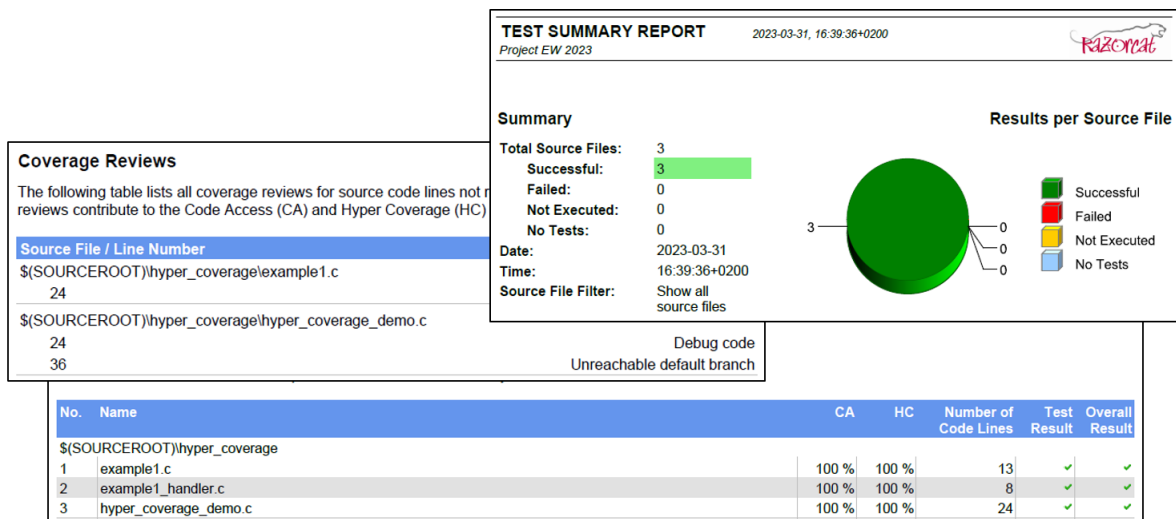 TEST SUMMARY REPORT
2023-03-31, 16:39:36+0200
Razorcat
Project EW 2023
Summary
Results per Source File
Total Source Files: 3
Successful: 3
Failed: 0
Not Executed: 0
No Tests: 0
Date: 2023-03-31
Time: 16:39:36+0200
Source File Filter: Show all
source files
3
0
0
0
Successful
Failed
Not Executed
No Tests
Coverage Reviews
The following table lists all coverage reviews for source code lines not
reviews contribute to the Code Access (CA) and Hyper Coverage (HC)
Source File / Line Number
$(SOURCEROOT)\hyper_coverage\example1.c
24
$(SOURCEROOT)\hyper_coverage\hyper_coverage_demo.c
24 Debug code
36 Unreachable default branch
No. Name CA HC Number of Test Overall
Code Lines Result Result
$(SOURCEROOT)\hyper_coverage
1 example1.c 100 % 100 % 13
2 example1_handler.c 100 % 100 % 8
3 hyper_coverage_demo.c 100 % 100 % 24